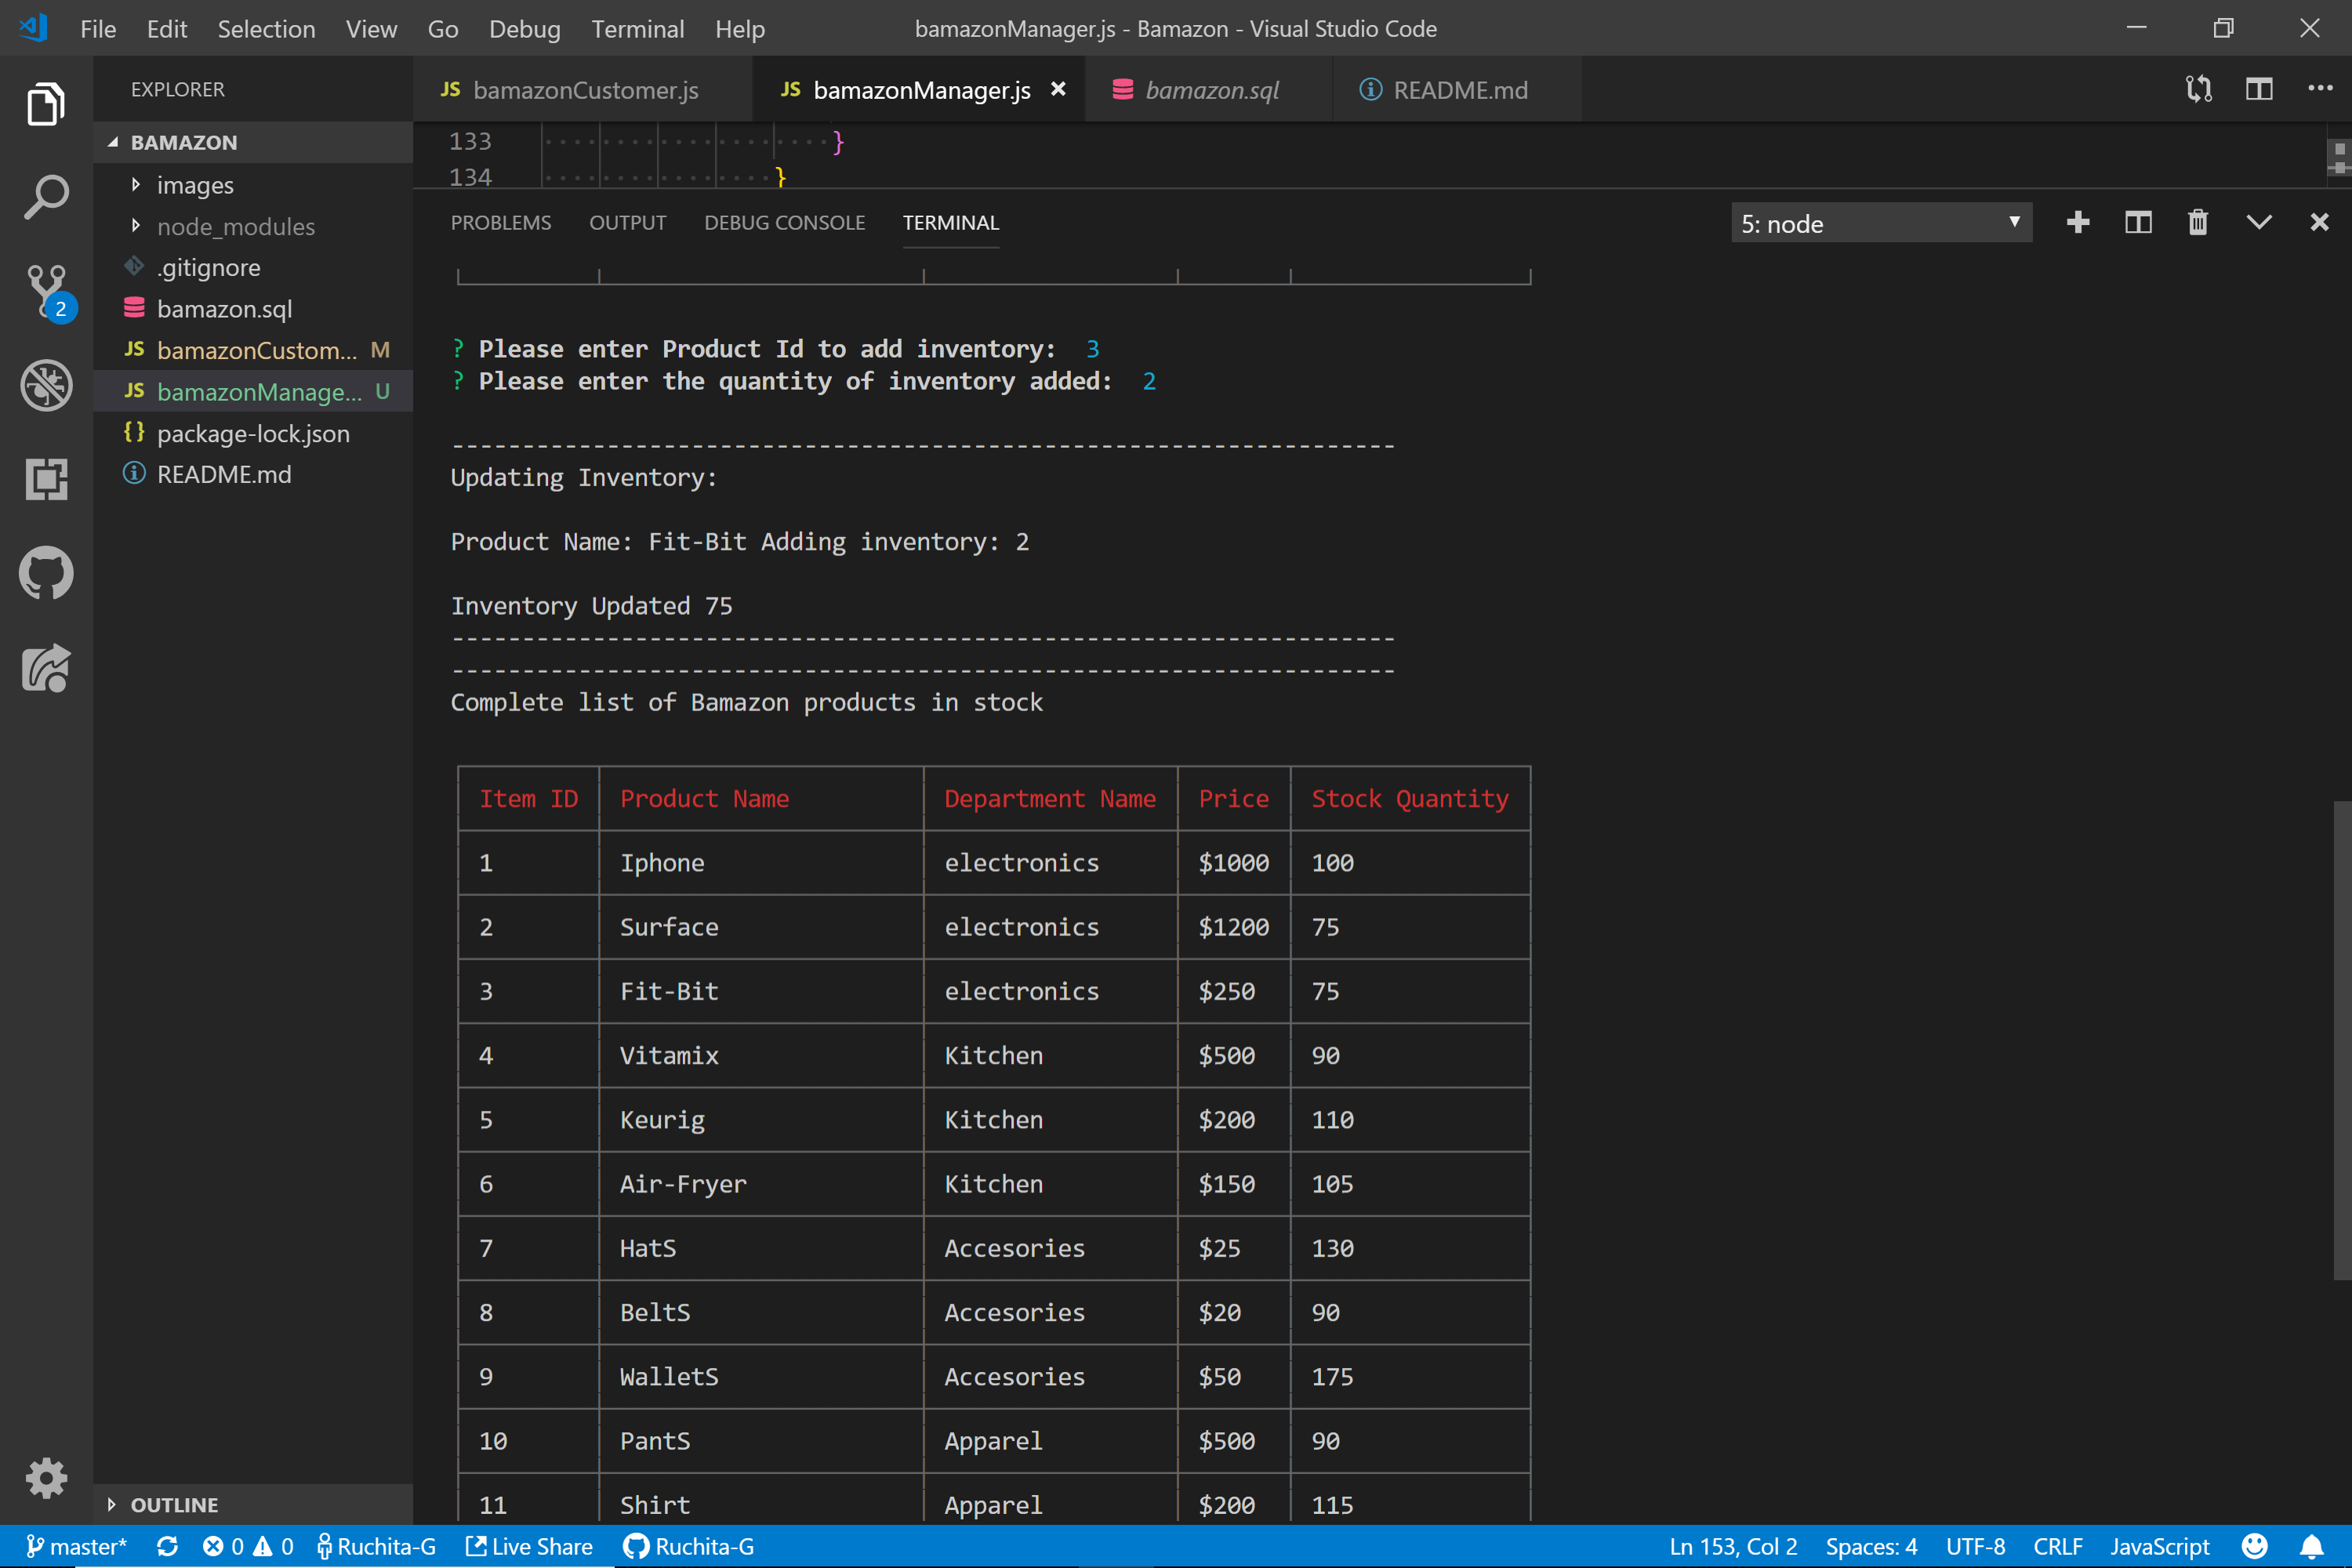 File Edit Selection View Go Debug Terminal Help bamazonManager.js - Bamazon - Visual Studio Code
EXPLORER
BAMAZON
images
node_modules
.gitignore
bamazon.sql
JS bamazonCustom... M
JS bamazonManage... U
{ } package-lock.json
README.md
OUTLINE
2
JS bamazonCustomer.js JS bamazonManager.js bamazon.sql README.md
133 }
134 }
PROBLEMS OUTPUT DEBUG CONSOLE TERMINAL 5: node
? Please enter Product Id to add inventory: 3
? Please enter the quantity of inventory added: 2
-------------------------------------------------------------------
Updating Inventory:
Product Name: Fit-Bit Adding inventory: 2
Inventory Updated 75
-------------------------------------------------------------------
-------------------------------------------------------------------
Complete list of Bamazon products in stock
Item ID Product Name Department Name Price Stock Quantity
1 Iphone electronics $1000 100
2 Surface electronics $1200 75
3 Fit-Bit electronics $250 75
4 Vitamix Kitchen $500 90
5 Keurig Kitchen $200 110
6 Air-Fryer Kitchen $150 105
7 HatS Accesories $25 130
8 BeltS Accesories $20 90
9 WalletS Accesories $50 175
10 PantS Apparel $500 90
11 Shirt Apparel $200 115
master* 0 0 Ruchita-G Live Share Ruchita-G Ln 153, Col 2 Spaces: 4 UTF-8 CRLF JavaScript